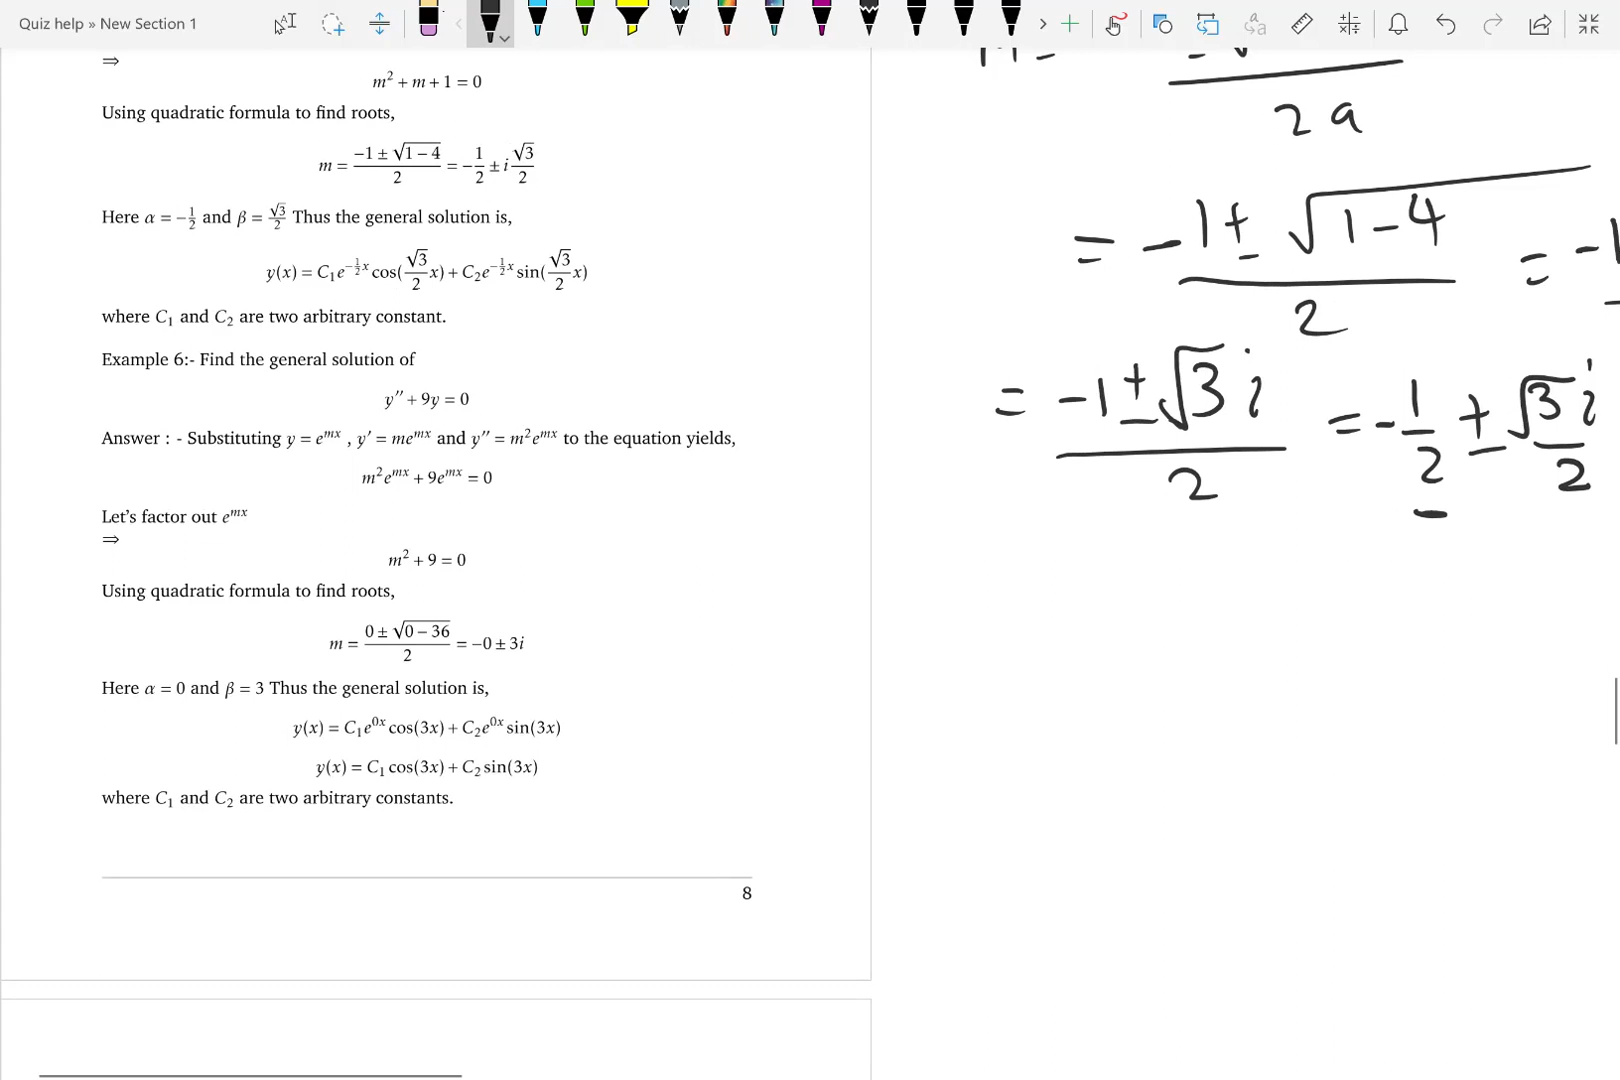 Quiz help » New Section 1
⇒
m² + m + 1 = 0
Using quadratic formula to find roots,
m = (−1 ± √(1 − 4))/2 = −1/2 ± i √3/2
Here α = −1/2 and β = √3/2 Thus the general solution is,
y(x) = C₁e^(−½x) cos(√3/2 x) + C₂e^(−½x) sin(√3/2 x)
where C₁ and C₂ are two arbitrary constant.
Example 6:- Find the general solution of
y″ + 9y = 0
Answer : - Substituting y = e^(mx) , y′ = me^(mx) and y″ = m²e^(mx) to the equation yields,
m²e^(mx) + 9e^(mx) = 0
Let's factor out e^(mx)
⇒
m² + 9 = 0
Using quadratic formula to find roots,
m = (0 ± √(0 − 36))/2 = −0 ± 3i
Here α = 0 and β = 3 Thus the general solution is,
y(x) = C₁e^(0x) cos(3x) + C₂e^(0x) sin(3x)
y(x) = C₁ cos(3x) + C₂ sin(3x)
where C₁ and C₂ are two arbitrary constants.
8
2a
= (−1 ± √(1 − 4))/2 = −1
= (−1 ± √3 i)/2 = −1/2 ± √3 i/2